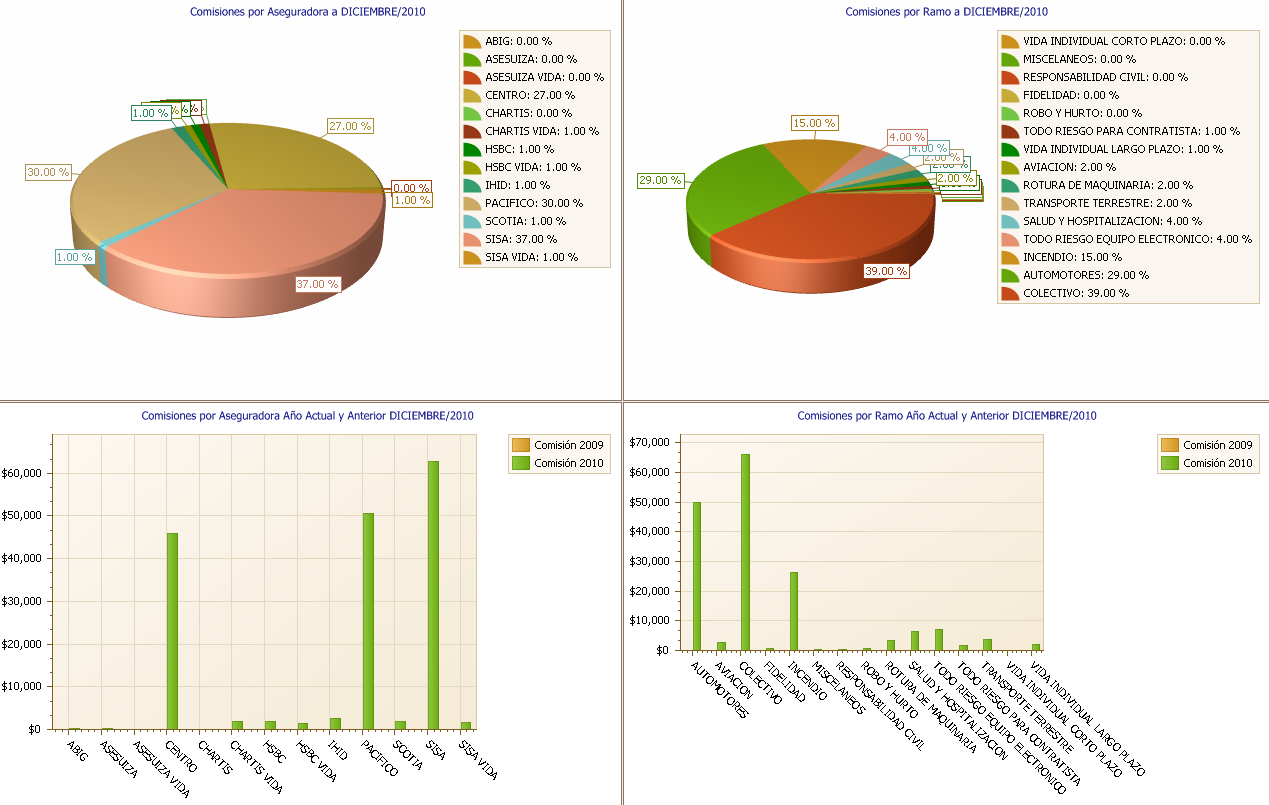 Comisiones por Aseguradora a DICIEMBRE/2010
ABIG: 0.00 %
ASESUIZA: 0.00 %
ASESUIZA VIDA: 0.00 %
CENTRO: 27.00 %
CHARTIS: 0.00 %
CHARTIS VIDA: 1.00 %
HSBC: 1.00 %
HSBC VIDA: 1.00 %
IHID: 1.00 %
PACIFICO: 30.00 %
SCOTIA: 1.00 %
SISA: 37.00 %
SISA VIDA: 1.00 %
1.00 %
27.00 %
30.00 %
0.00 %
1.00 %
1.00 %
37.00 %
Comisiones por Ramo a DICIEMBRE/2010
VIDA INDIVIDUAL CORTO PLAZO: 0.00 %
MISCELANEOS: 0.00 %
RESPONSABILIDAD CIVIL: 0.00 %
FIDELIDAD: 0.00 %
ROBO Y HURTO: 0.00 %
TODO RIESGO PARA CONTRATISTA: 1.00 %
VIDA INDIVIDUAL LARGO PLAZO: 1.00 %
AVIACION: 2.00 %
ROTURA DE MAQUINARIA: 2.00 %
TRANSPORTE TERRESTRE: 2.00 %
SALUD Y HOSPITALIZACION: 4.00 %
TODO RIESGO EQUIPO ELECTRONICO: 4.00 %
INCENDIO: 15.00 %
AUTOMOTORES: 29.00 %
COLECTIVO: 39.00 %
15.00 %
4.00 %
4.00 %
2.00 %
2.00 %
2.00 %
29.00 %
39.00 %
Comisiones por Aseguradora Año Actual y Anterior DICIEMBRE/2010
Comisión 2009
Comisión 2010
$60,000
$50,000
$40,000
$30,000
$20,000
$10,000
$0
ABIG
ASESUIZA
ASESUIZA VIDA
CENTRO
CHARTIS
CHARTIS VIDA
HSBC
HSBC VIDA
IHID
PACIFICO
SCOTIA
SISA
SISA VIDA
Comisiones por Ramo Año Actual y Anterior DICIEMBRE/2010
Comisión 2009
Comisión 2010
$70,000
$60,000
$50,000
$40,000
$30,000
$20,000
$10,000
$0
AUTOMOTORES
AVIACION
COLECTIVO
FIDELIDAD
INCENDIO
MISCELANEOS
RESPONSABILIDAD CIVIL
ROBO Y HURTO
ROTURA DE MAQUINARIA
SALUD Y HOSPITALIZACION
TODO RIESGO EQUIPO ELECTRONICO
TODO RIESGO PARA CONTRATISTA
TRANSPORTE TERRESTRE
VIDA INDIVIDUAL CORTO PLAZO
VIDA INDIVIDUAL LARGO PLAZO